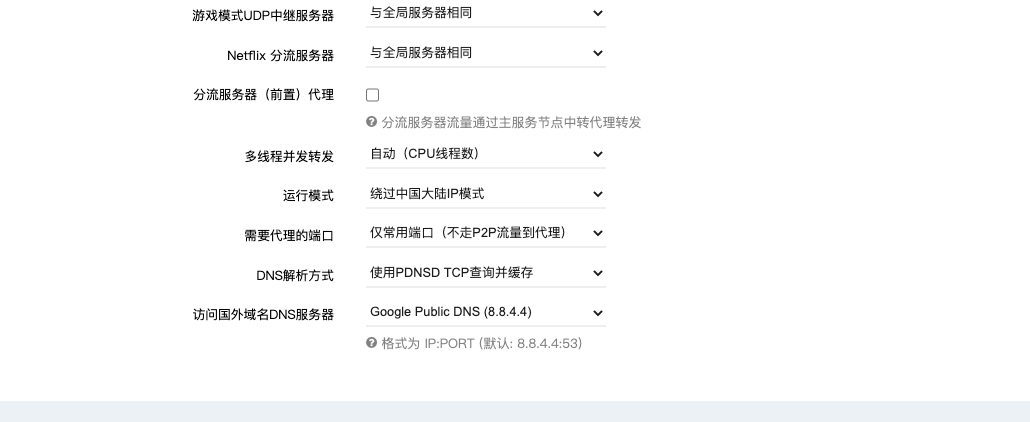 游戏模式UDP中继服务器 与全局服务器相同
Netflix 分流服务器 与全局服务器相同
分流服务器（前置）代理
分流服务器流量通过主服务节点中转代理转发
多线程并发转发 自动（CPU线程数）
运行模式 绕过中国大陆IP模式
需要代理的端口 仅常用端口（不走P2P流量到代理）
DNS解析方式 使用PDNSD TCP查询并缓存
访问国外域名DNS服务器 Google Public DNS (8.8.4.4)
格式为 IP:PORT (默认: 8.8.4.4:53)